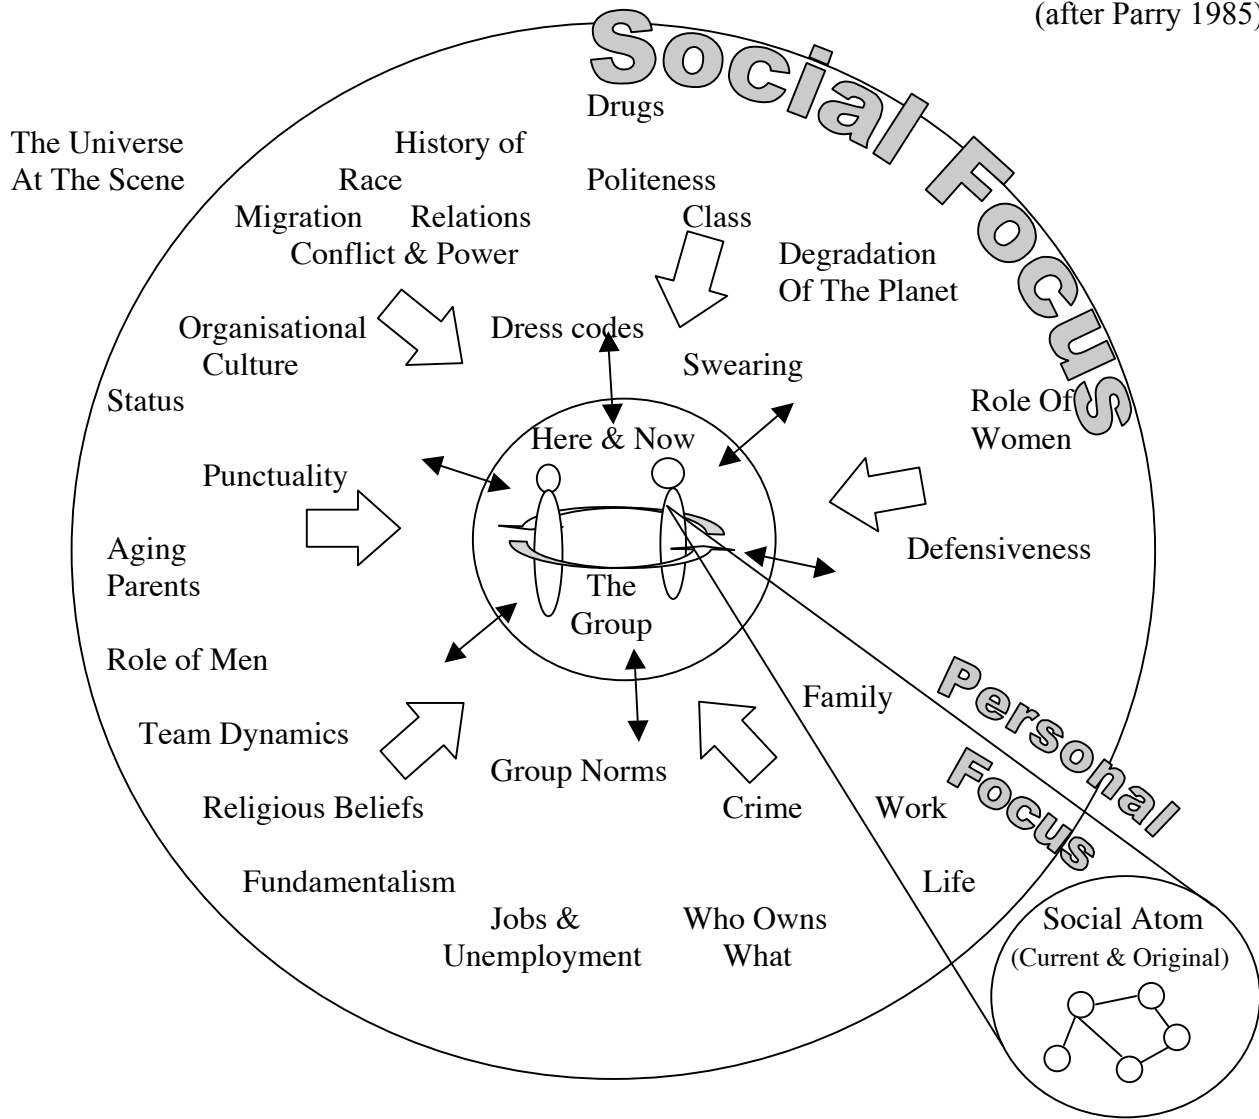 (after Parry 1985)
Social Focus
Drugs
The Universe
At The Scene
History of
Race
Migration Relations
Conflict & Power
Politeness
Class
Degradation
Of The Planet
Organisational
Culture
Dress codes
Swearing
Status
Role Of
Women
Here & Now
Punctuality
Aging
Parents
Defensiveness
The
Group
Role of Men
Family
Personal
Focus
Team Dynamics
Group Norms
Religious Beliefs
Crime
Work
Fundamentalism
Life
Jobs &
Unemployment
Who Owns
What
Social Atom
(Current & Original)